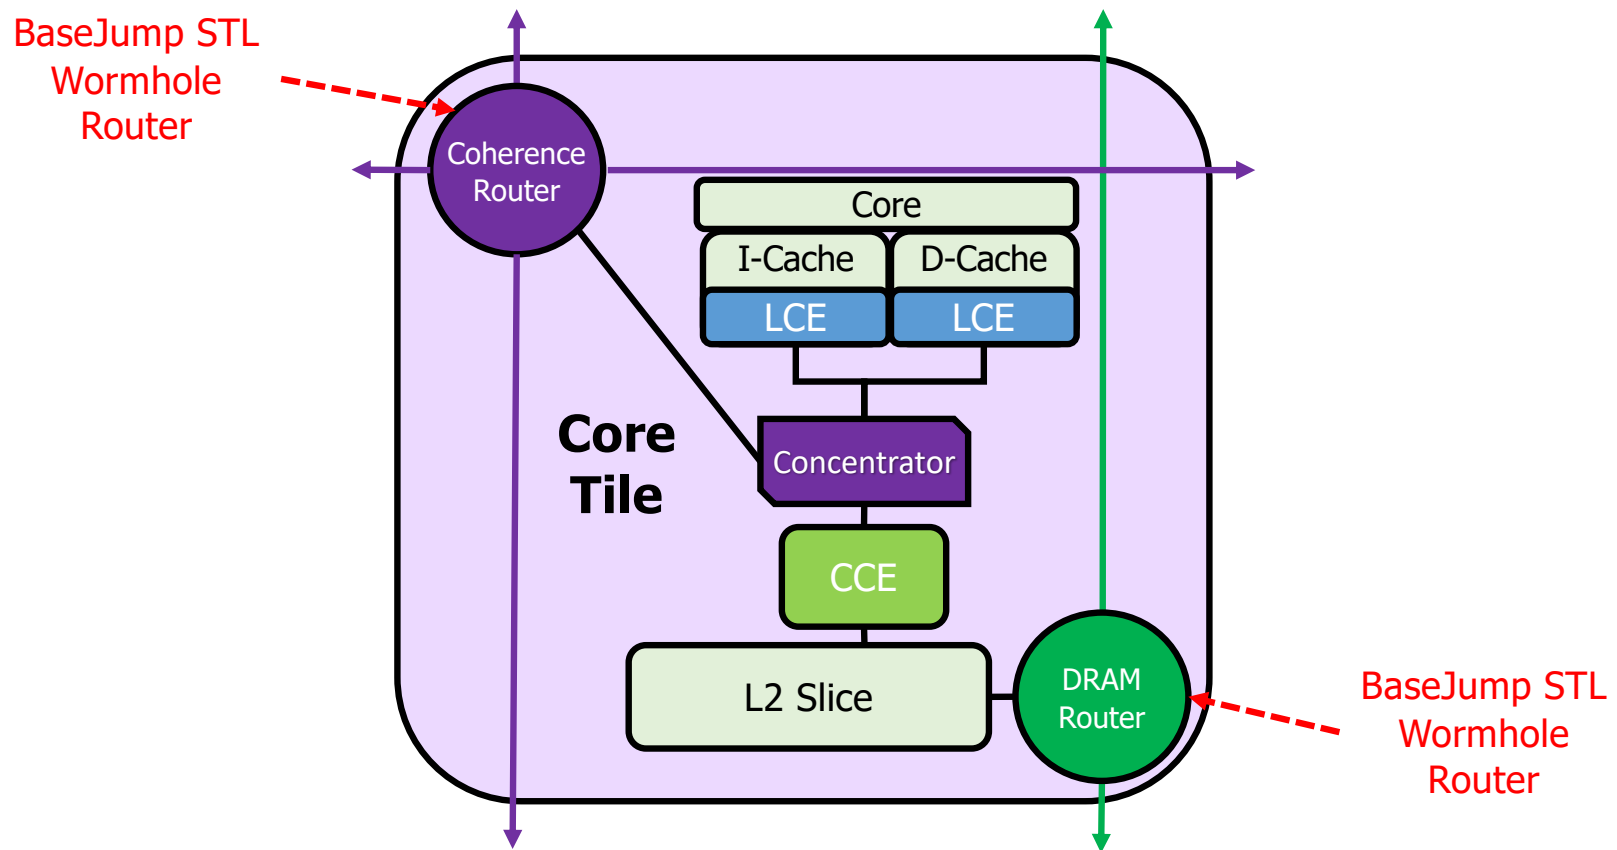 BaseJump STL
Wormhole
Router
Coherence
Router
Core
I-Cache
D-Cache
LCE
LCE
Core
Tile
Concentrator
CCE
L2 Slice
DRAM
Router
BaseJump STL
Wormhole
Router